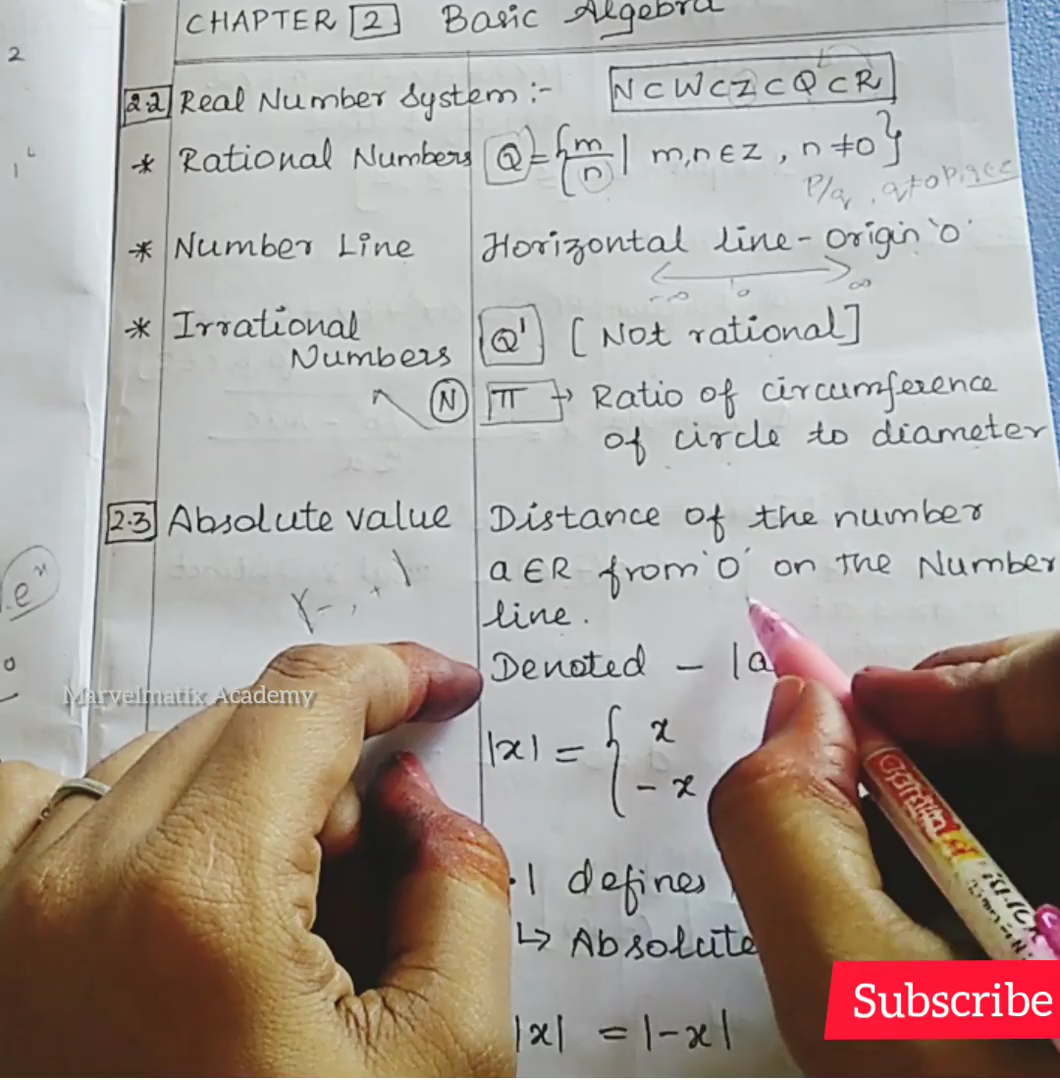 CHAPTER 2 Basic Algebra
2
2.2 Real Number System :- N⊂W⊂Z⊂Q⊂R
* Rational Numbers Q = {m/n | m,n ∈ Z, n ≠ 0}
P/q, q≠0
* Number Line Horizontal line - Origin '0'
-∞ 0 ∞
* Irrational Q' [Not rational]
Numbers
N π → Ratio of circumference
of circle to diameter
2.3 Absolute value Distance of the number
a ∈ R from '0' on the Number
line.
Denoted - |a
|x| = { x
- x
.| defines
↳ Absolute
|x| = |-x|
e^x
0
Marvelmatix Academy
Subscribe